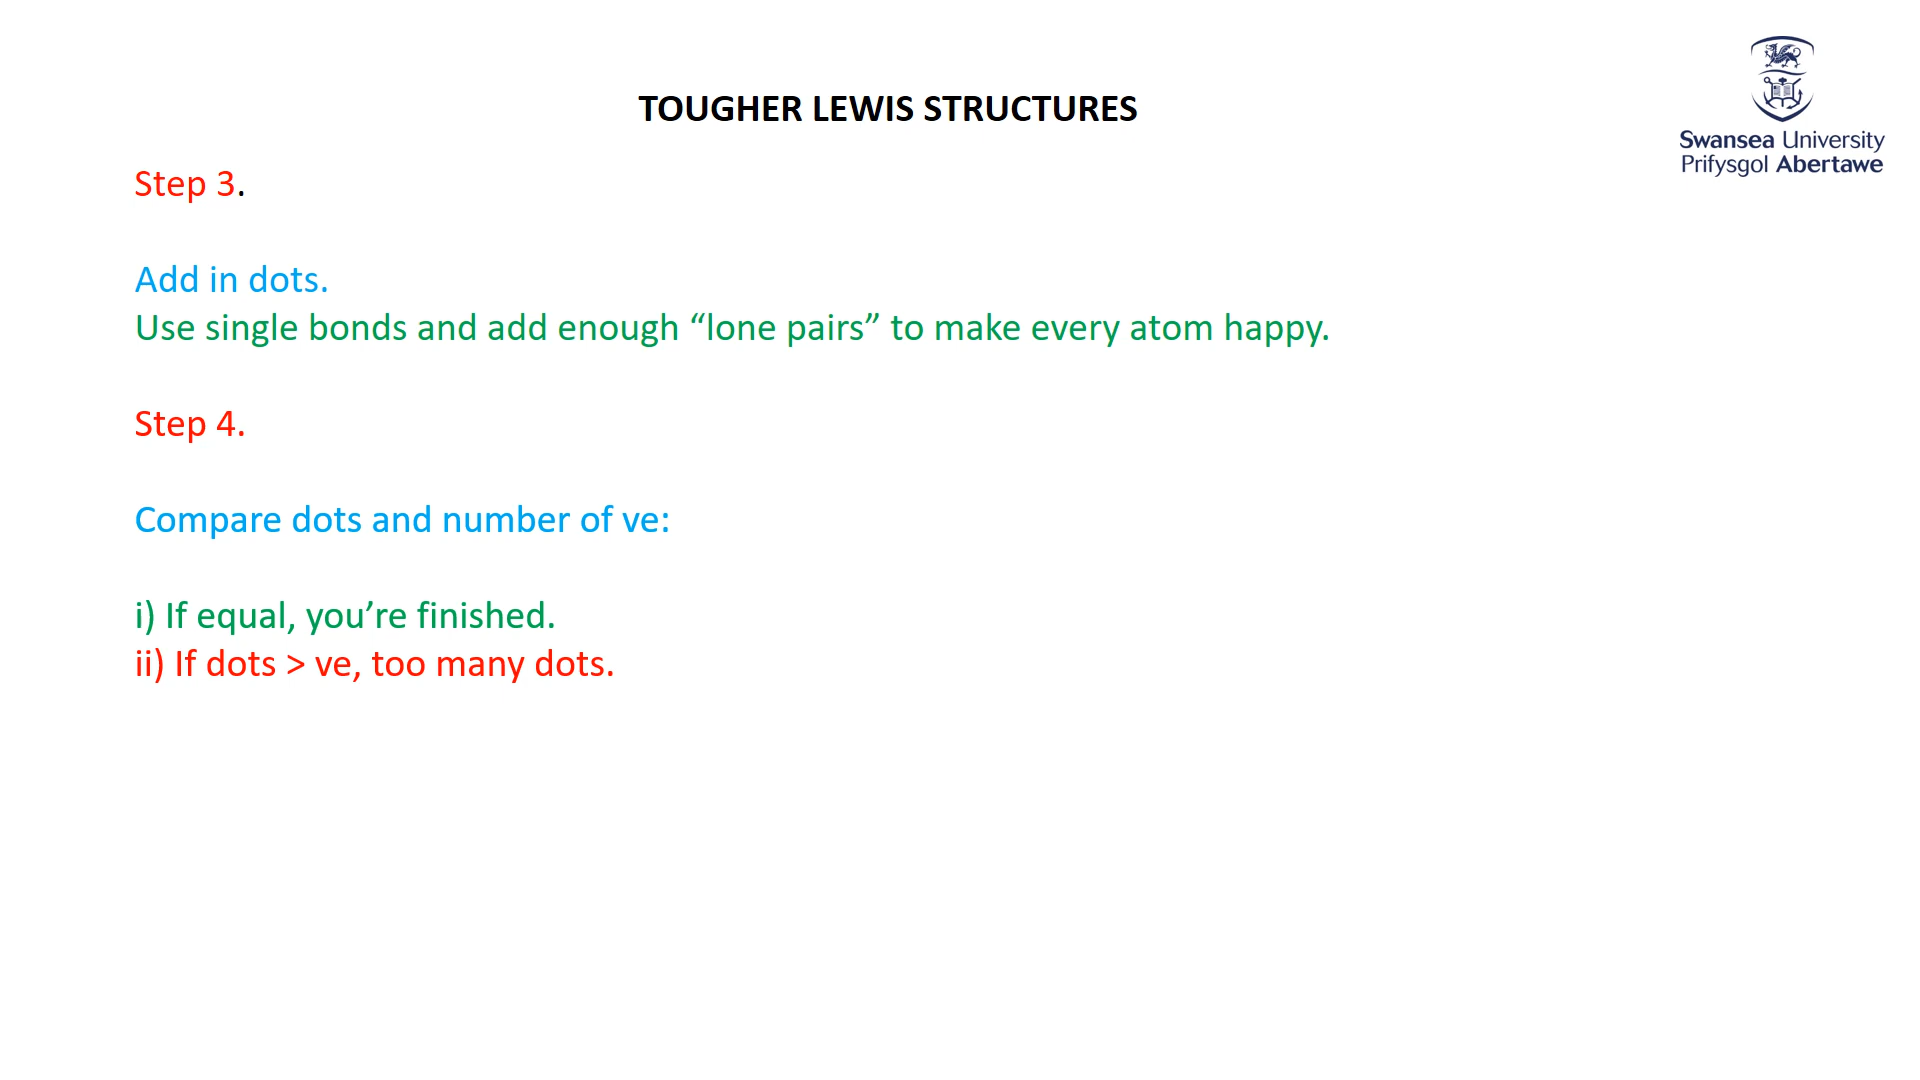 TOUGHER LEWIS STRUCTURES
Swansea University
Prifysgol Abertawe
Step 3.
Add in dots.
Use single bonds and add enough “lone pairs” to make every atom happy.
Step 4.
Compare dots and number of ve:
i) If equal, you’re finished.
ii) If dots > ve, too many dots.